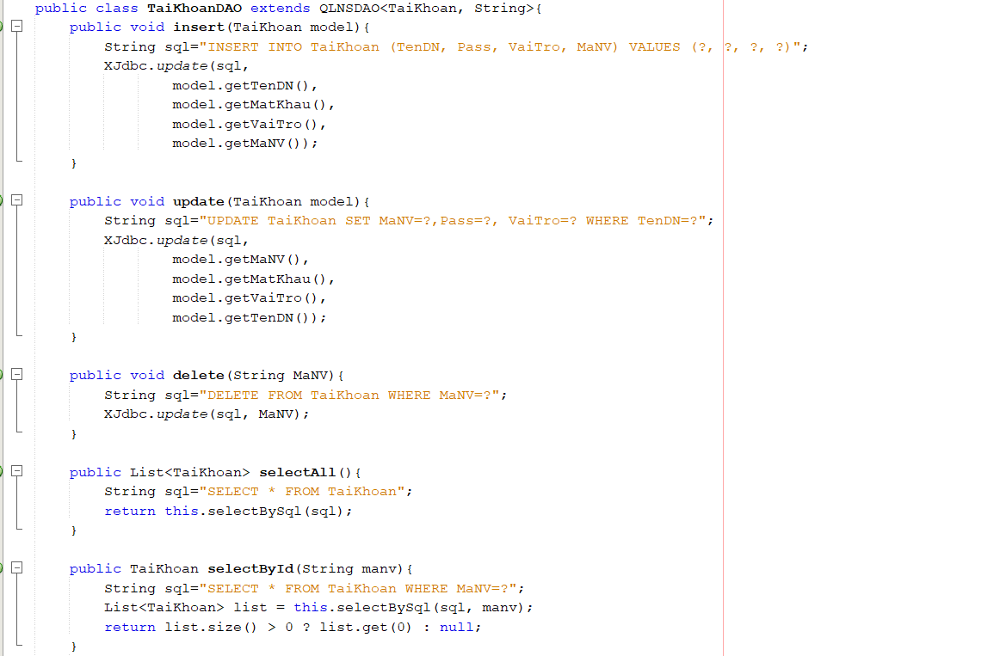 public class TaiKhoanDAO extends QLNSDAO<TaiKhoan, String>{
    public void insert(TaiKhoan model){
        String sql="INSERT INTO TaiKhoan (TenDN, Pass, VaiTro, MaNV) VALUES (?, ?, ?, ?)";
        XJdbc.update(sql,
                model.getTenDN(),
                model.getMatKhau(),
                model.getVaiTro(),
                model.getMaNV());
    }

    public void update(TaiKhoan model){
        String sql="UPDATE TaiKhoan SET MaNV=?,Pass=?, VaiTro=? WHERE TenDN=?";
        XJdbc.update(sql,
                model.getMaNV(),
                model.getMatKhau(),
                model.getVaiTro(),
                model.getTenDN());
    }

    public void delete(String MaNV){
        String sql="DELETE FROM TaiKhoan WHERE MaNV=?";
        XJdbc.update(sql, MaNV);
    }

    public List<TaiKhoan> selectAll(){
        String sql="SELECT * FROM TaiKhoan";
        return this.selectBySql(sql);
    }

    public TaiKhoan selectById(String manv){
        String sql="SELECT * FROM TaiKhoan WHERE MaNV=?";
        List<TaiKhoan> list = this.selectBySql(sql, manv);
        return list.size() > 0 ? list.get(0) : null;
    }